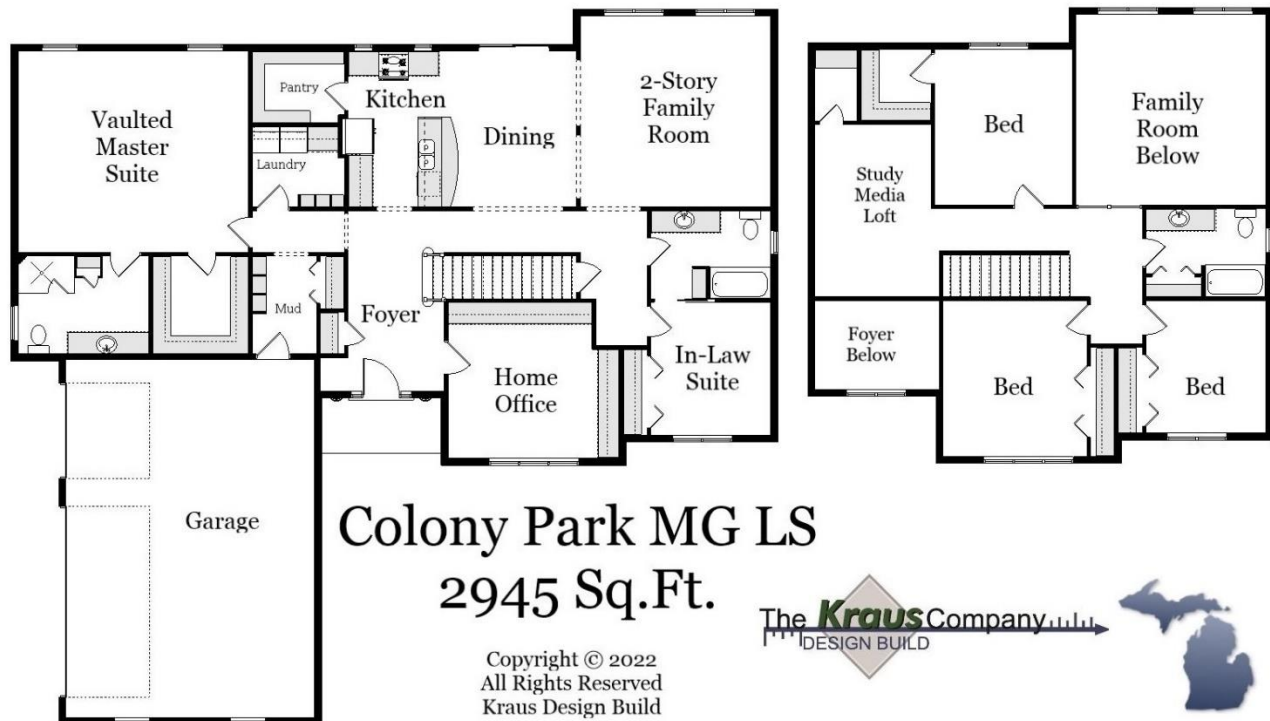 Vaulted
Master
Suite
Pantry
Kitchen
Laundry
Dining
2-Story
Family
Room
Mud
Foyer
Home
Office
In-Law
Suite
Garage
Bed
Family
Room
Below
Study
Media
Loft
Foyer
Below
Bed
Bed
Colony Park MG LS
2945 Sq.Ft.
Copyright © 2022
All Rights Reserved
Kraus Design Build
The Kraus Company
DESIGN BUILD